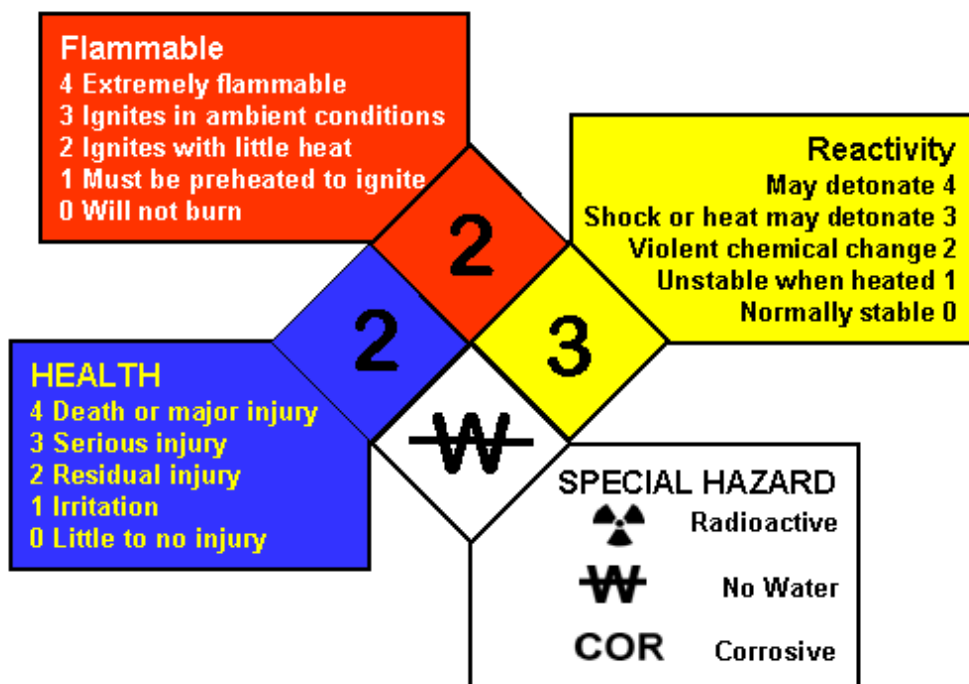 Flammable
4 Extremely flammable
3 Ignites in ambient conditions
2 Ignites with little heat
1 Must be preheated to ignite
0 Will not burn
Reactivity
May detonate 4
Shock or heat may detonate 3
Violent chemical change 2
Unstable when heated 1
Normally stable 0
2
2
3
W
HEALTH
4 Death or major injury
3 Serious injury
2 Residual injury
1 Irritation
0 Little to no injury
SPECIAL HAZARD
Radioactive
W No Water
COR Corrosive